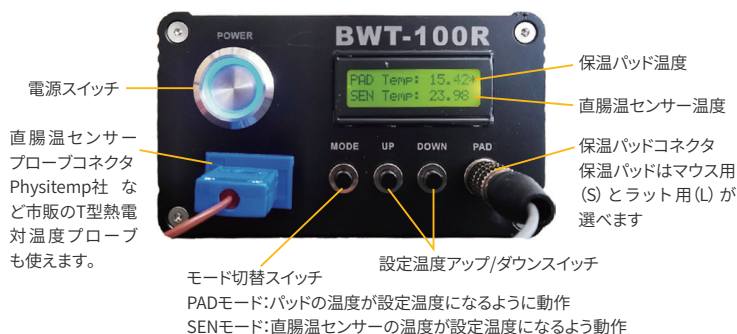 POWER
BWT-100R
PAD Temp: 15.42*
SEN Temp: 23.98
MODE
UP
DOWN
PAD
電源スイッチ
直腸温センサー
プローブコネクタ
Physitemp社 な
ど市販のT型熱電
対温度プローブ
も使えます。
保温パッド温度
直腸温センサー温度
保温パッドコネクタ
保温パッドはマウス用
(S) とラット用(L) が
選べます
設定温度アップ/ダウンスイッチ
モード切替スイッチ
PADモード:パッドの温度が設定温度になるように動作
SENモード:直腸温センサーの温度が設定温度になるよう動作